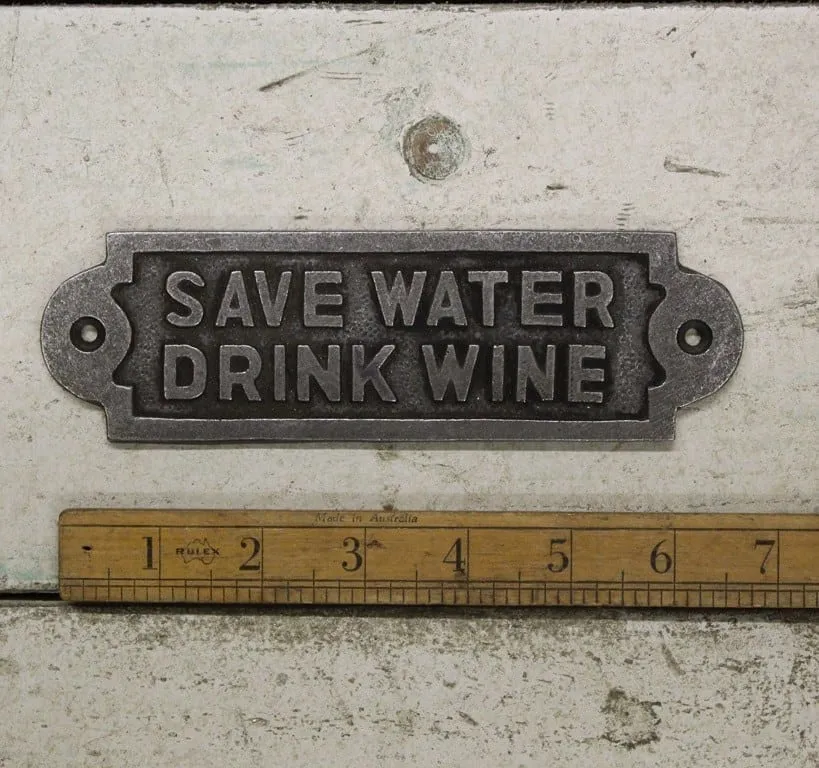 SAVE WATER
DRINK WINE
Made in Australia
1 RULEX 2 3 4 5 6 7